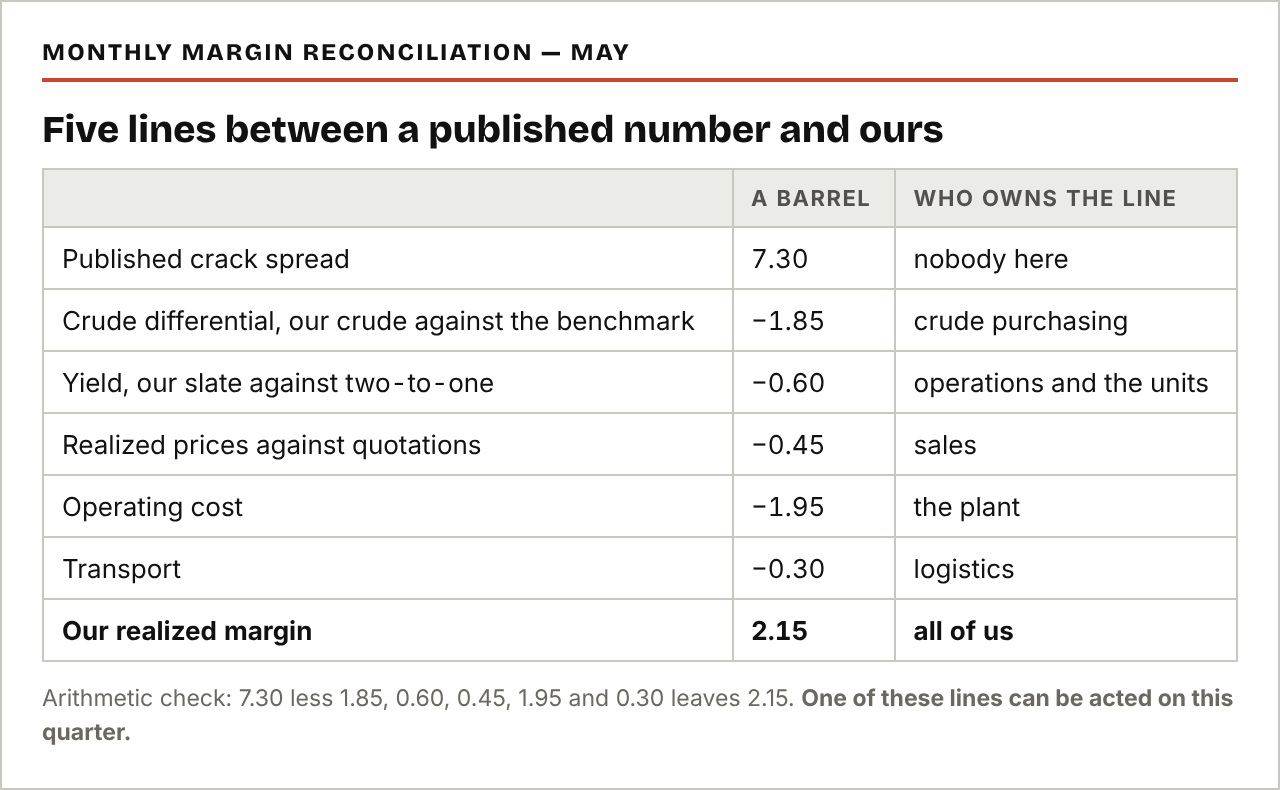 MONTHLY MARGIN RECONCILIATION — MAY
Five lines between a published number and ours
A BARREL WHO OWNS THE LINE
Published crack spread 7.30 nobody here
Crude differential, our crude against the benchmark −1.85 crude purchasing
Yield, our slate against two-to-one −0.60 operations and the units
Realized prices against quotations −0.45 sales
Operating cost −1.95 the plant
Transport −0.30 logistics
Our realized margin 2.15 all of us
Arithmetic check: 7.30 less 1.85, 0.60, 0.45, 1.95 and 0.30 leaves 2.15. One of these lines can be acted on this
quarter.